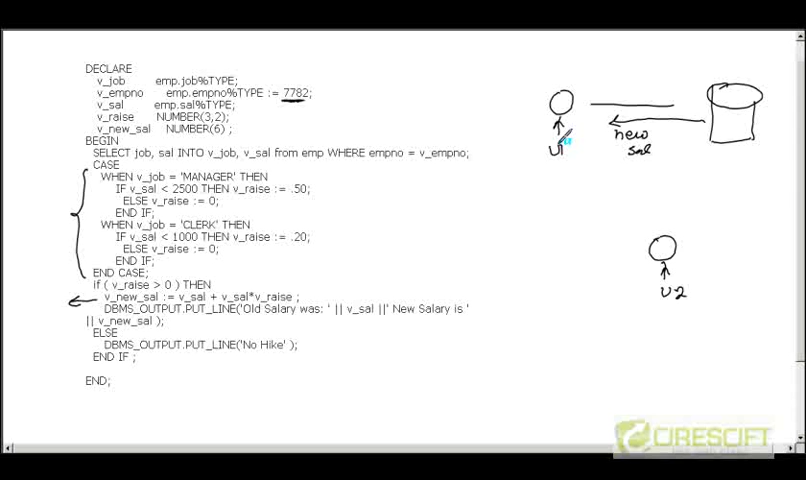 DECLARE
v_job emp.job%TYPE;
v_empno emp.empno%TYPE := 7782;
v_sal emp.sal%TYPE;
v_raise NUMBER(3,2);
v_new_sal NUMBER(6) ;
BEGIN
SELECT job, sal INTO v_job, v_sal from emp WHERE empno = v_empno;
CASE
WHEN v_job = 'MANAGER' THEN
IF v_sal < 2500 THEN v_raise := .50;
ELSE v_raise := 0;
END IF;
WHEN v_job = 'CLERK' THEN
IF v_sal < 1000 THEN v_raise := .20;
ELSE v_raise := 0;
END IF;
END CASE;
if ( v_raise > 0 ) THEN
v_new_sal := v_sal + v_sal*v_raise ;
DBMS_OUTPUT.PUT_LINE('Old Salary was: ' || v_sal ||' New Salary is '
|| v_new_sal );
ELSE
DBMS_OUTPUT.PUT_LINE('No Hike' );
END IF ;
END;
new
sal
U1
U2